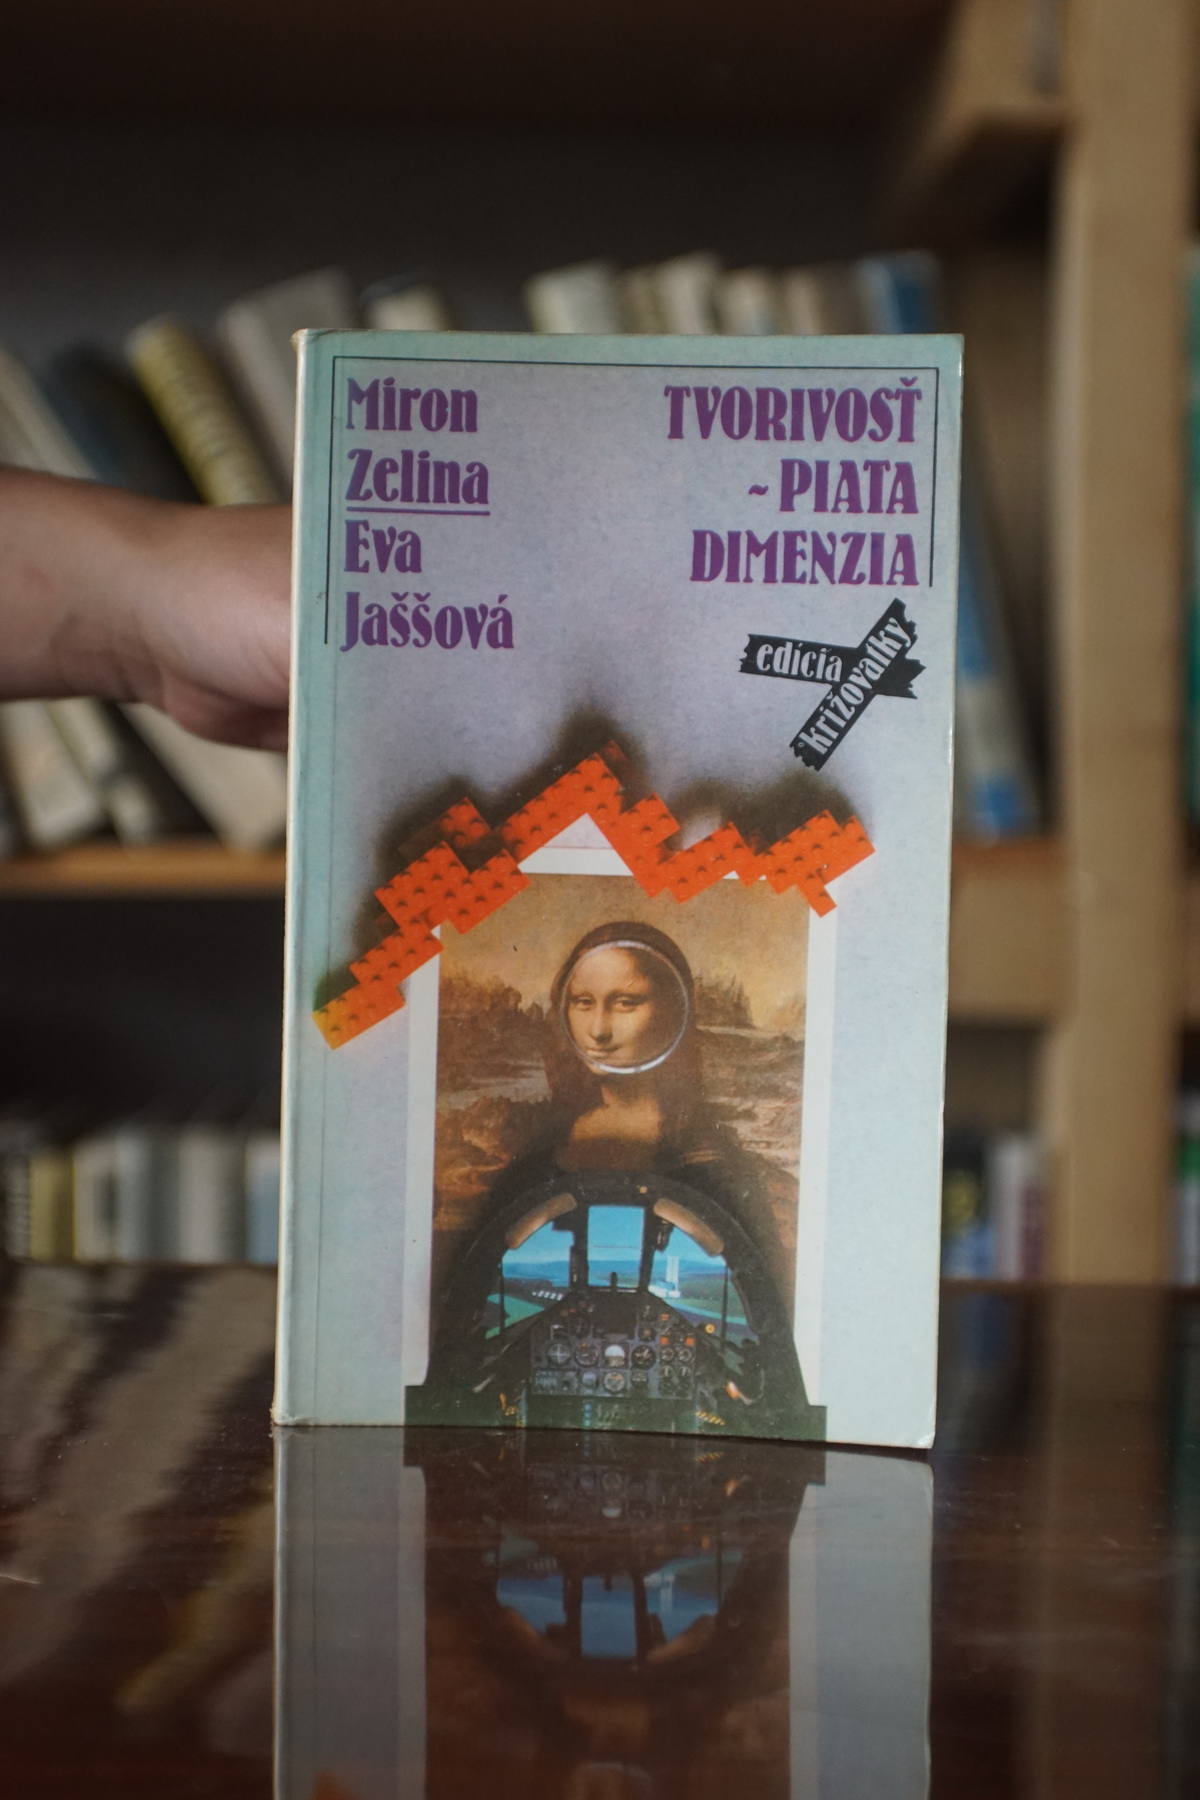 Miron
Zelina
Eva
Jaššová
TVORIVOSŤ
~ PIATA
DIMENZIA
edícia
križovatky